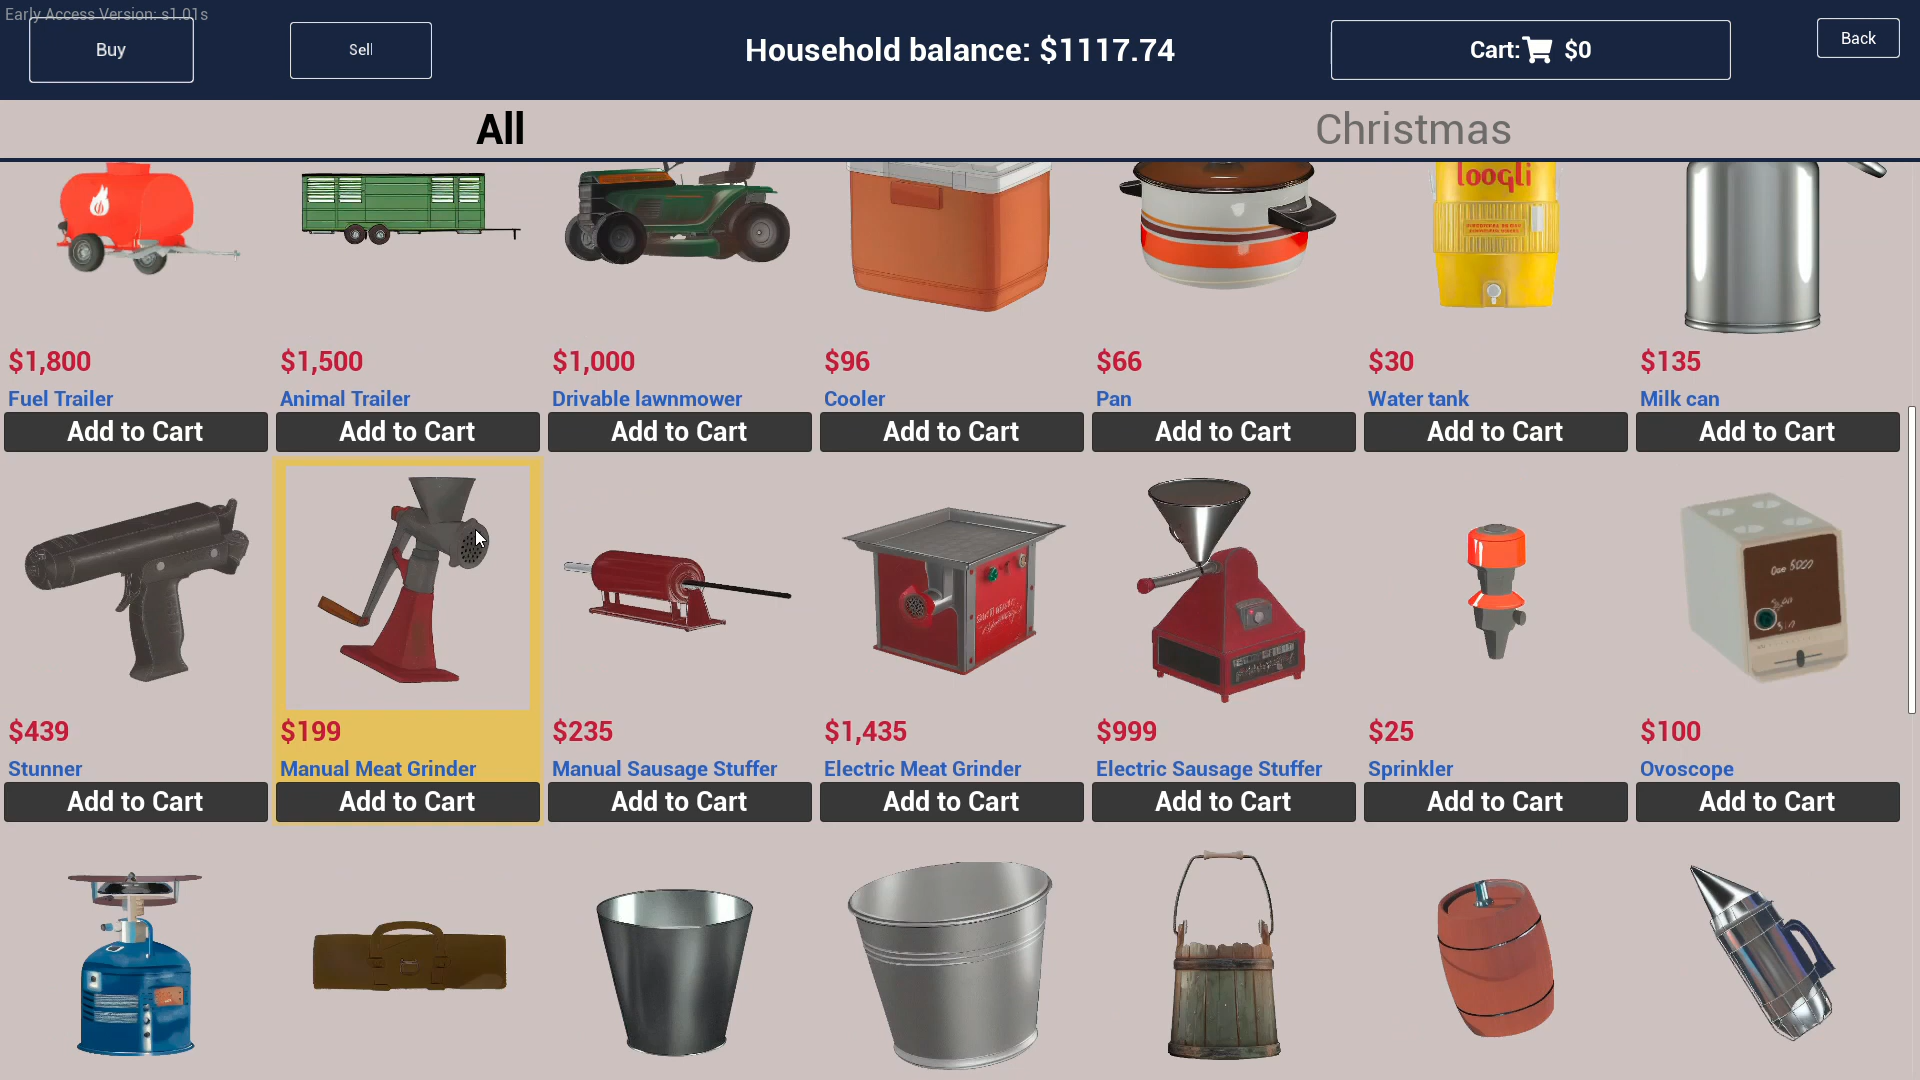 Early Access Version: s1.01s
Buy
Sell
Household balance: $1117.74
Cart: $0
Back
All
Christmas
loogli
$1,800
$1,500
$1,000
$96
$66
$30
$135
Fuel Trailer
Animal Trailer
Drivable lawnmower
Cooler
Pan
Water tank
Milk can
Add to Cart
Add to Cart
Add to Cart
Add to Cart
Add to Cart
Add to Cart
Add to Cart
$439
$199
$235
$1,435
$999
$25
$100
Stunner
Manual Meat Grinder
Manual Sausage Stuffer
Electric Meat Grinder
Electric Sausage Stuffer
Sprinkler
Ovoscope
Add to Cart
Add to Cart
Add to Cart
Add to Cart
Add to Cart
Add to Cart
Add to Cart